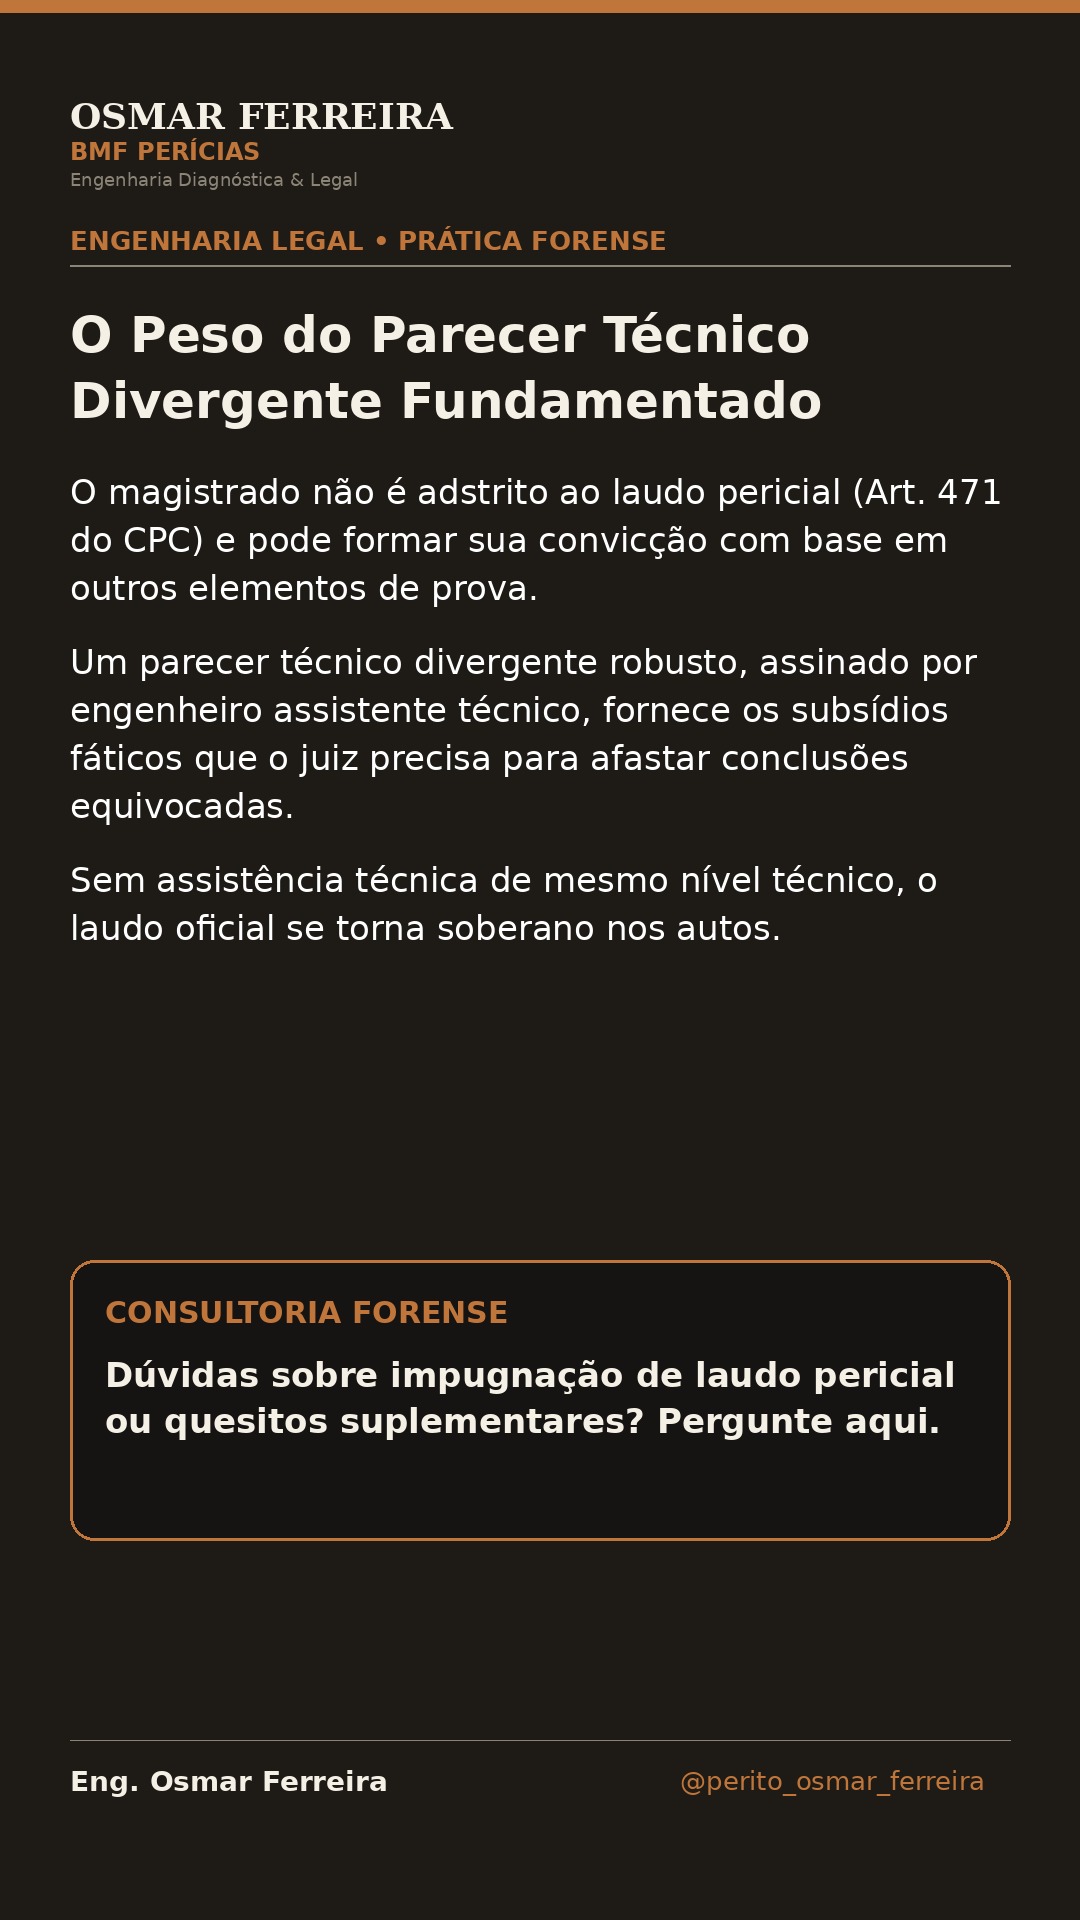 OSMAR FERREIRA
BMF PERÍCIAS
Engenharia Diagnóstica & Legal
ENGENHARIA LEGAL • PRÁTICA FORENSE
O Peso do Parecer Técnico
Divergente Fundamentado
O magistrado não é adstrito ao laudo pericial (Art. 471
do CPC) e pode formar sua convicção com base em
outros elementos de prova.
Um parecer técnico divergente robusto, assinado por
engenheiro assistente técnico, fornece os subsídios
fáticos que o juiz precisa para afastar conclusões
equivocadas.
Sem assistência técnica de mesmo nível técnico, o
laudo oficial se torna soberano nos autos.
CONSULTORIA FORENSE
Dúvidas sobre impugnação de laudo pericial
ou quesitos suplementares? Pergunte aqui.
Eng. Osmar Ferreira
@perito_osmar_ferreira